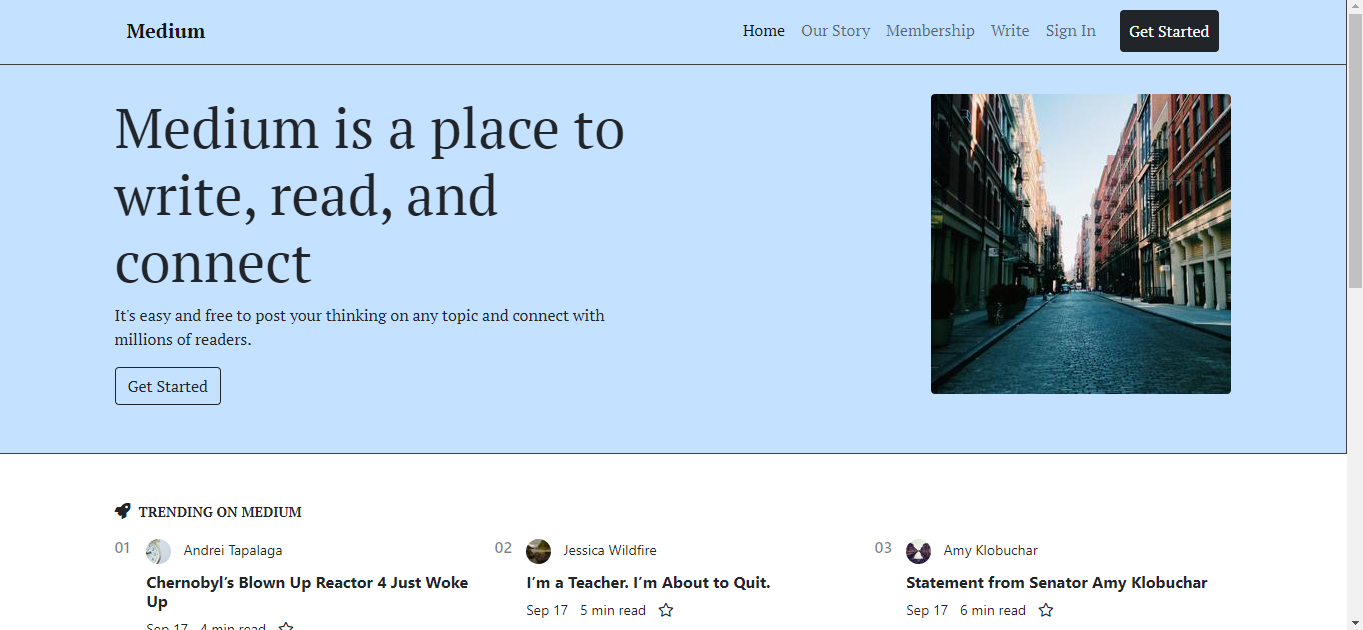 Medium
Home Our Story Membership Write Sign In Get Started
Medium is a place to
write, read, and
connect
It's easy and free to post your thinking on any topic and connect with
millions of readers.
Get Started
TRENDING ON MEDIUM
01 Andrei Tapalaga
Chernobyl’s Blown Up Reactor 4 Just Woke
Up
Sep 17 4 min read
02 Jessica Wildfire
I’m a Teacher. I’m About to Quit.
Sep 17 5 min read
03 Amy Klobuchar
Statement from Senator Amy Klobuchar
Sep 17 6 min read